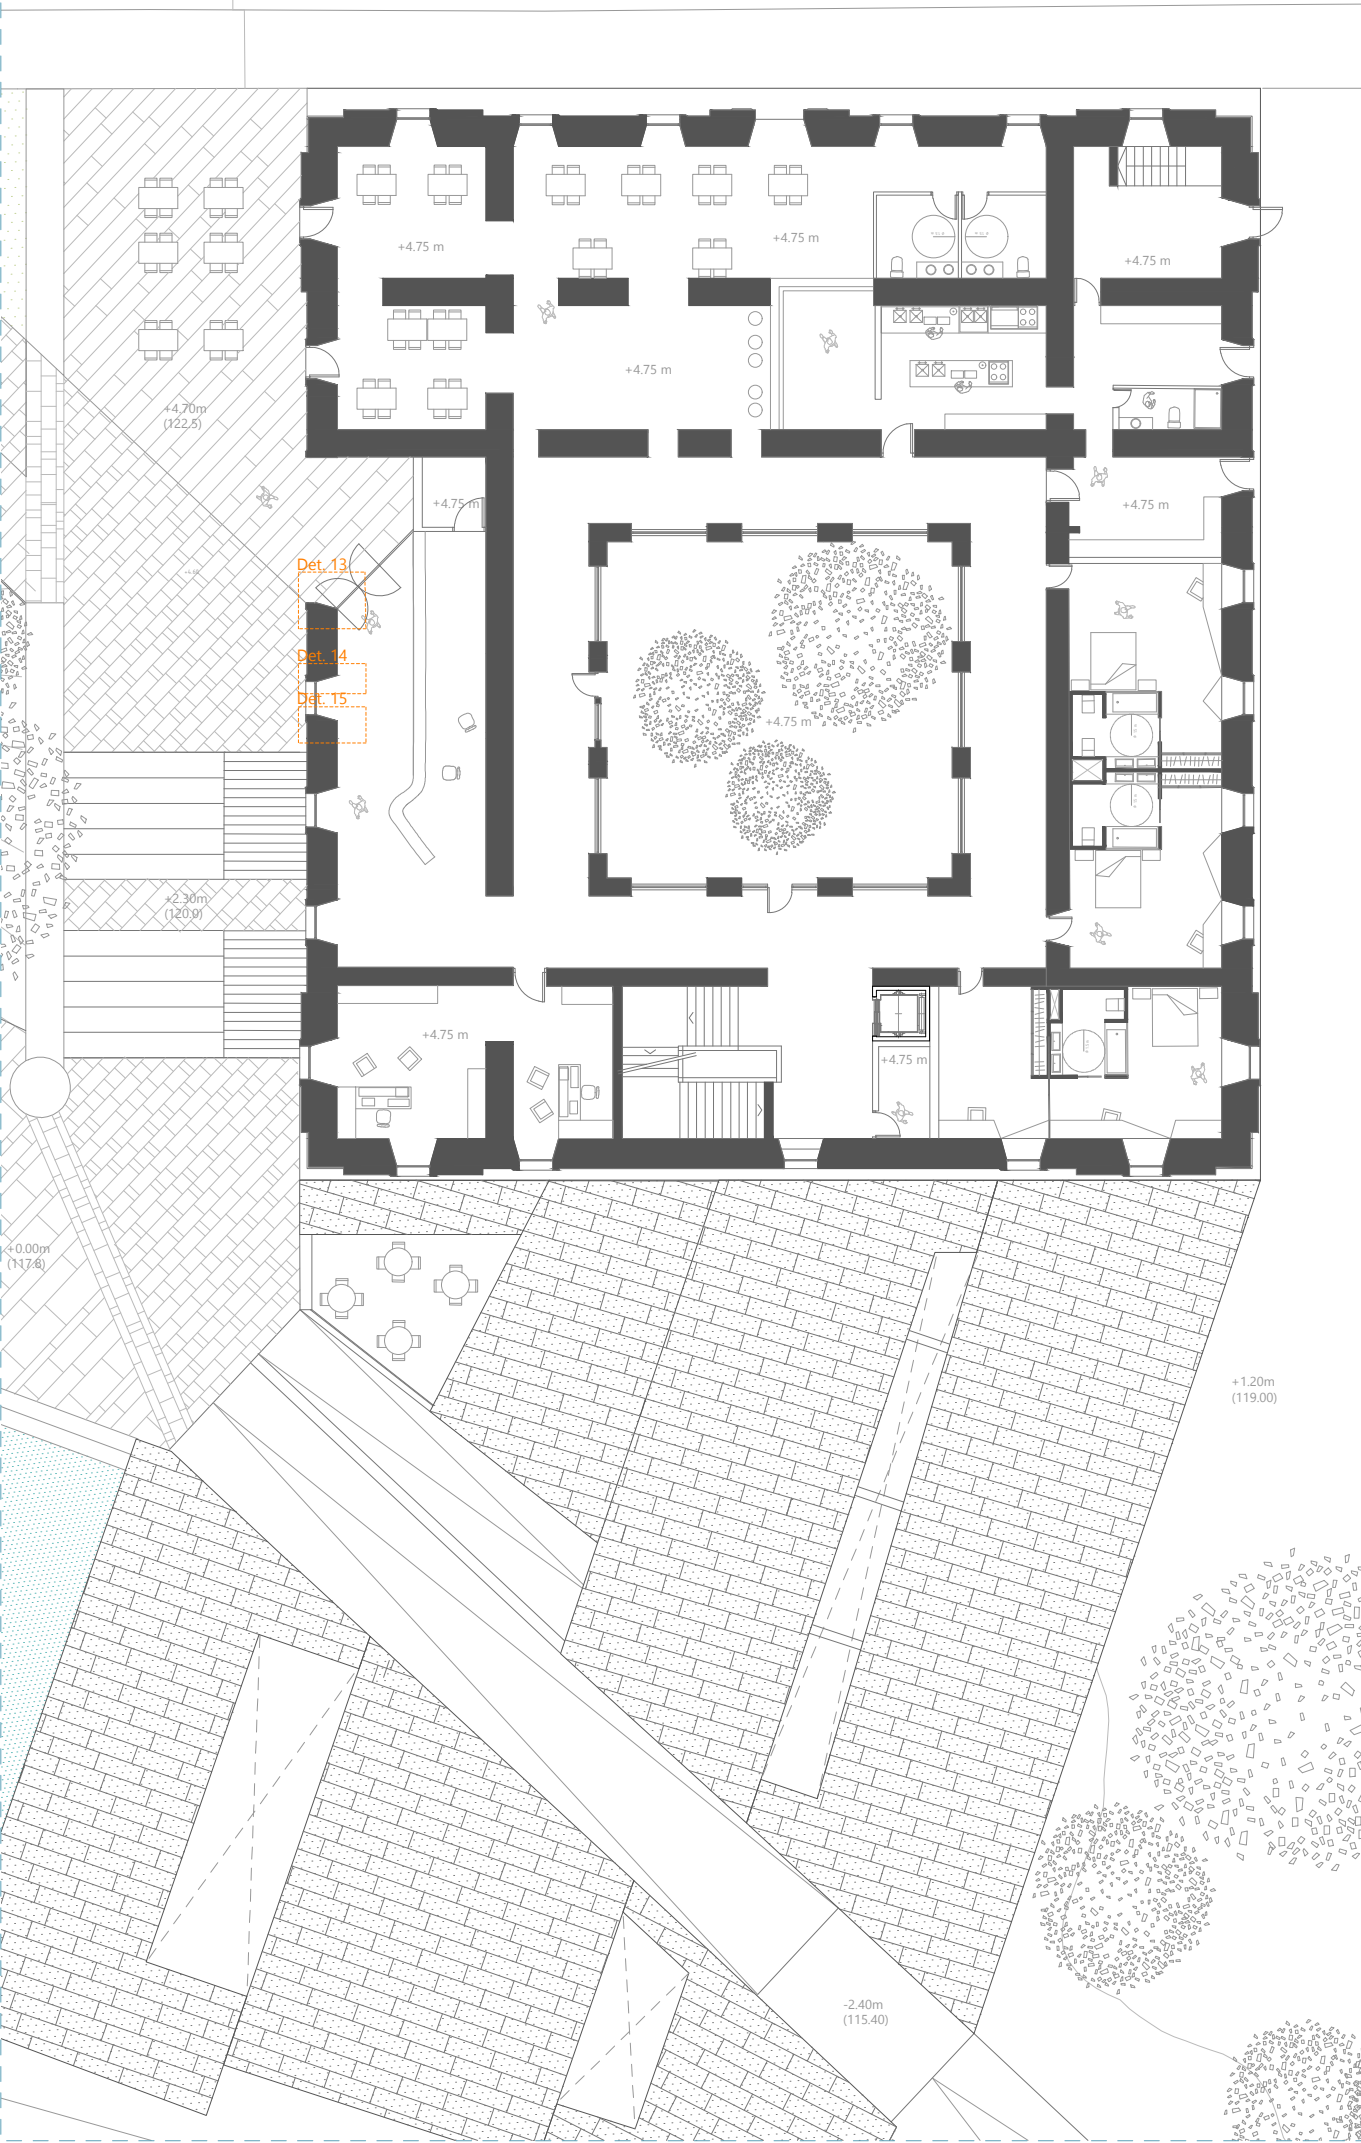 +4.75 m
+4.75 m
+4.75 m
+4.75 m
+4.70m
(122.5)
+4.75 m
+4.75 m
Det. 13
Det. 14
Det. 15
+4.75 m
+2.30m
(120.0)
+4.75 m
+4.75 m
+0.00m
(117.8)
+1.20m
(119.00)
-2.40m
(115.40)